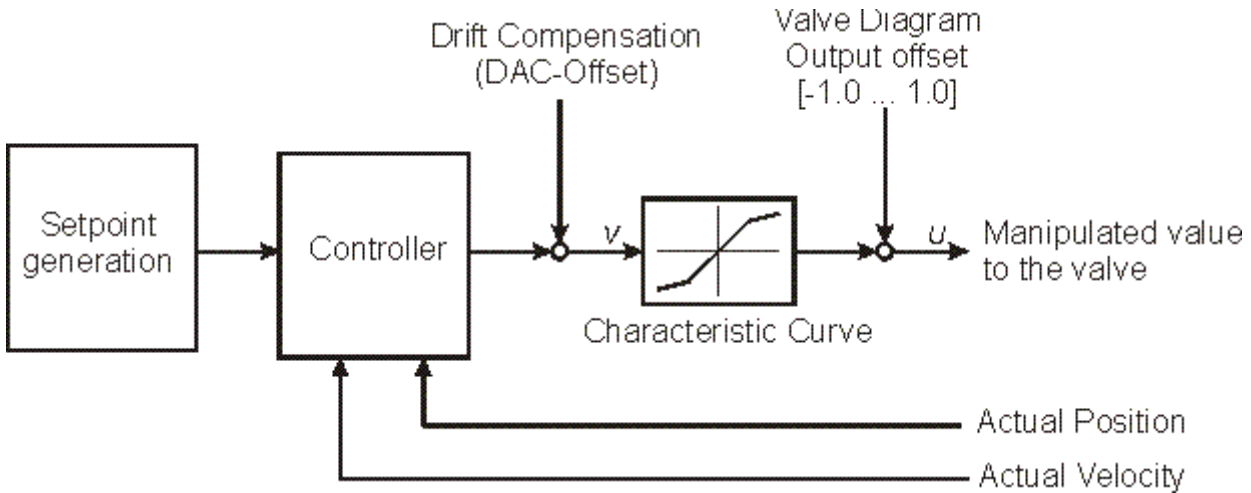 Drift Compensation
(DAC-Offset)
Valve Diagram
Output offset
[-1.0 ... 1.0]
Setpoint
generation
Controller
v
u
Manipulated value
to the valve
Characteristic Curve
Actual Position
Actual Velocity